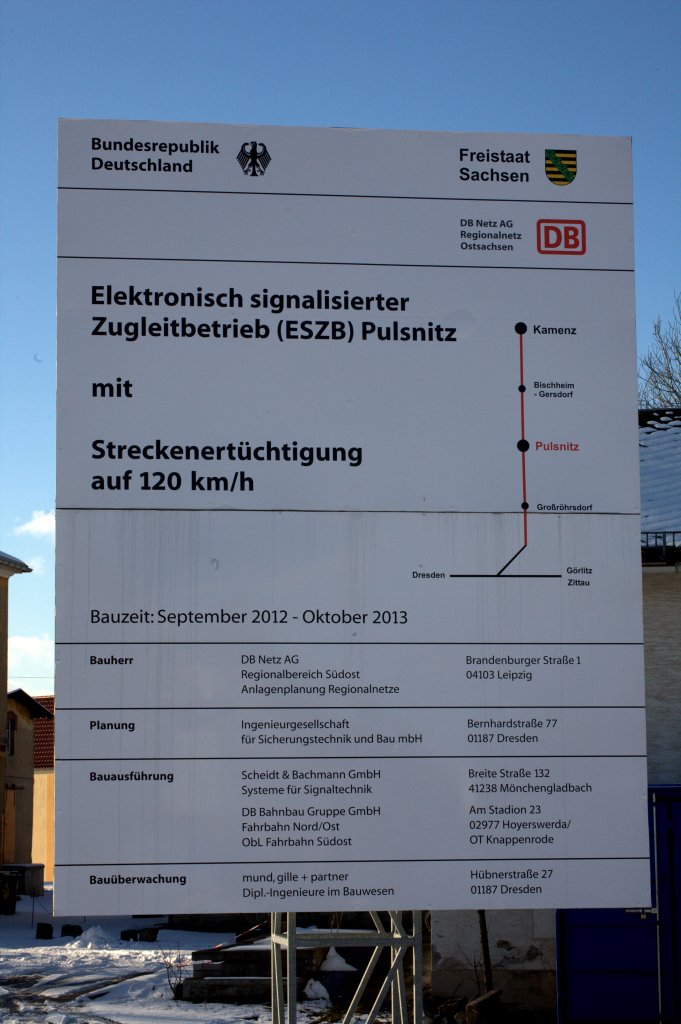 Bundesrepublik
Deutschland
Freistaat
Sachsen
DB Netz AG
Regionalnetz
Ostsachsen
DB
Elektronisch signalisierter
Zugleitbetrieb (ESZB) Pulsnitz
mit
Streckenertüchtigung
auf 120 km/h
Kamenz
Bischheim
- Gersdorf
Pulsnitz
Großröhrsdorf
Dresden
Görlitz
Zittau
Bauzeit: September 2012 - Oktober 2013
Bauherr
DB Netz AG
Regionalbereich Südost
Anlagenplanung Regionalnetze
Brandenburger Straße 1
04103 Leipzig
Planung
Ingenieurgesellschaft
für Sicherungstechnik und Bau mbH
Bernhardstraße 77
01187 Dresden
Bauausführung
Scheidt & Bachmann GmbH
Systeme für Signaltechnik
Breite Straße 132
41238 Mönchengladbach
DB Bahnbau Gruppe GmbH
Fahrbahn Nord/Ost
ObL Fahrbahn Südost
Am Stadion 23
02977 Hoyerswerda/
OT Knappenrode
Bauüberwachung
mund, gille + partner
Dipl.-Ingenieure im Bauwesen
Hübnerstraße 27
01187 Dresden